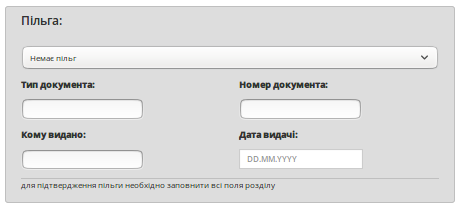 Пільга:
Немає пільг
Тип документа: Номер документа:
Кому видано: Дата видачі:
DD.MM.YYYY
для підтвердження пільги необхідно заповнити всі поля розділу